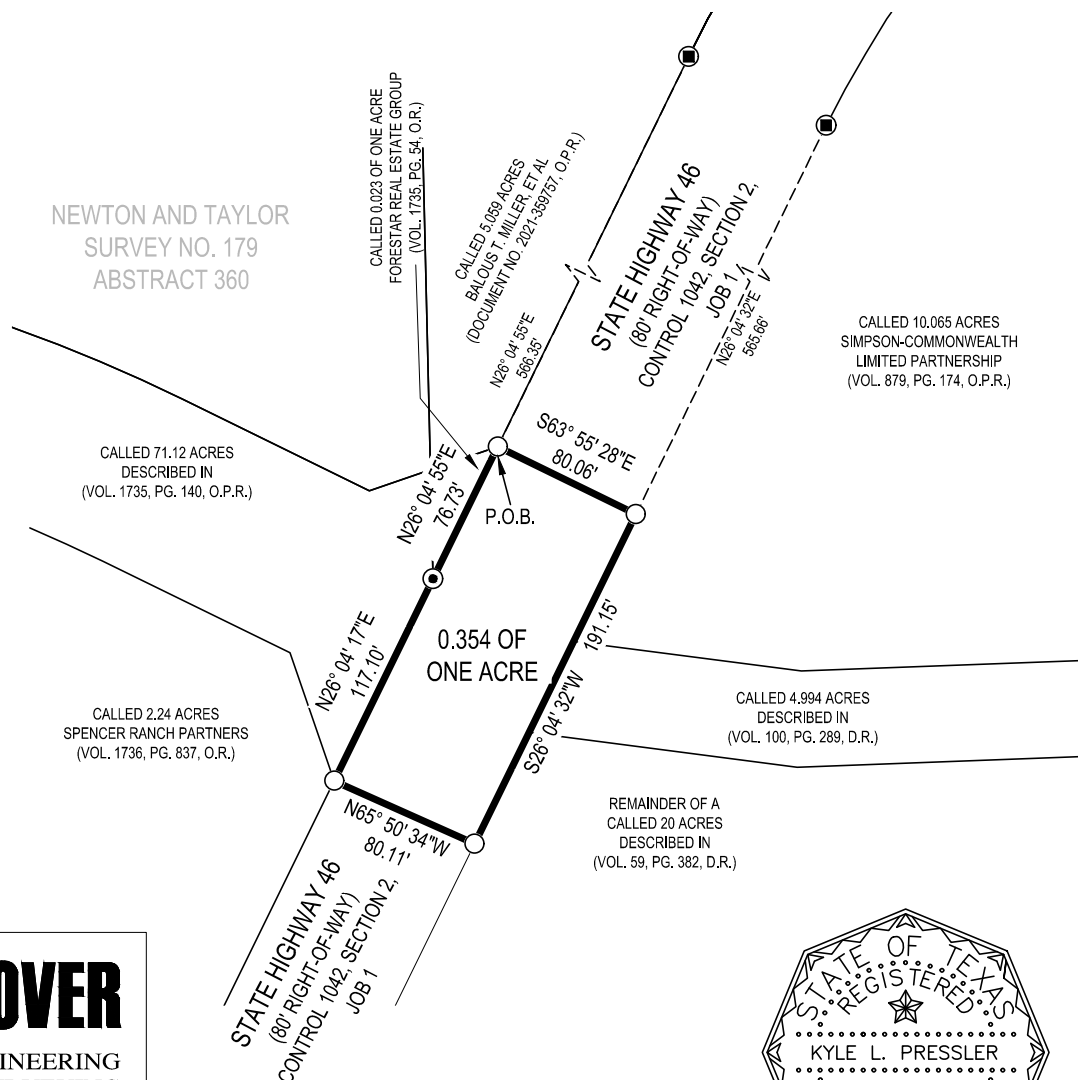 CALLED 0.023 OF ONE ACRE
FORESTAR REAL ESTATE GROUP
(VOL. 1735, PG. 54, O.R.)
CALLED 5.059 ACRES
BALOUS T. MILLER, ET AL
(DOCUMENT NO. 2021-359757, O.P.R.)
STATE HIGHWAY 46
(80' RIGHT-OF-WAY)
CONTROL 1042, SECTION 2,
JOB 1
NEWTON AND TAYLOR
SURVEY NO. 179
ABSTRACT 360
N26° 04' 55"E
566.35'
N26° 04' 32"E
565.66'
CALLED 10.065 ACRES
SIMPSON-COMMONWEALTH
LIMITED PARTNERSHIP
(VOL. 879, PG. 174, O.P.R.)
S63° 55' 28"E
80.06'
CALLED 71.12 ACRES
DESCRIBED IN
(VOL. 1735, PG. 140, O.P.R.)
N26° 04' 55"E
76.73'
P.O.B.
0.354 OF
ONE ACRE
191.15'
S26° 04' 32"W
N26° 04' 17"E
117.10'
CALLED 2.24 ACRES
SPENCER RANCH PARTNERS
(VOL. 1736, PG. 837, O.R.)
CALLED 4.994 ACRES
DESCRIBED IN
(VOL. 100, PG. 289, D.R.)
N65° 50' 34"W
80.11'
REMAINDER OF A
CALLED 20 ACRES
DESCRIBED IN
(VOL. 59, PG. 382, D.R.)
STATE HIGHWAY 46
(80' RIGHT-OF-WAY)
CONTROL 1042, SECTION 2,
JOB 1
OVER
INEERING
STATE OF TEXAS
REGISTERED
KYLE L. PRESSLER